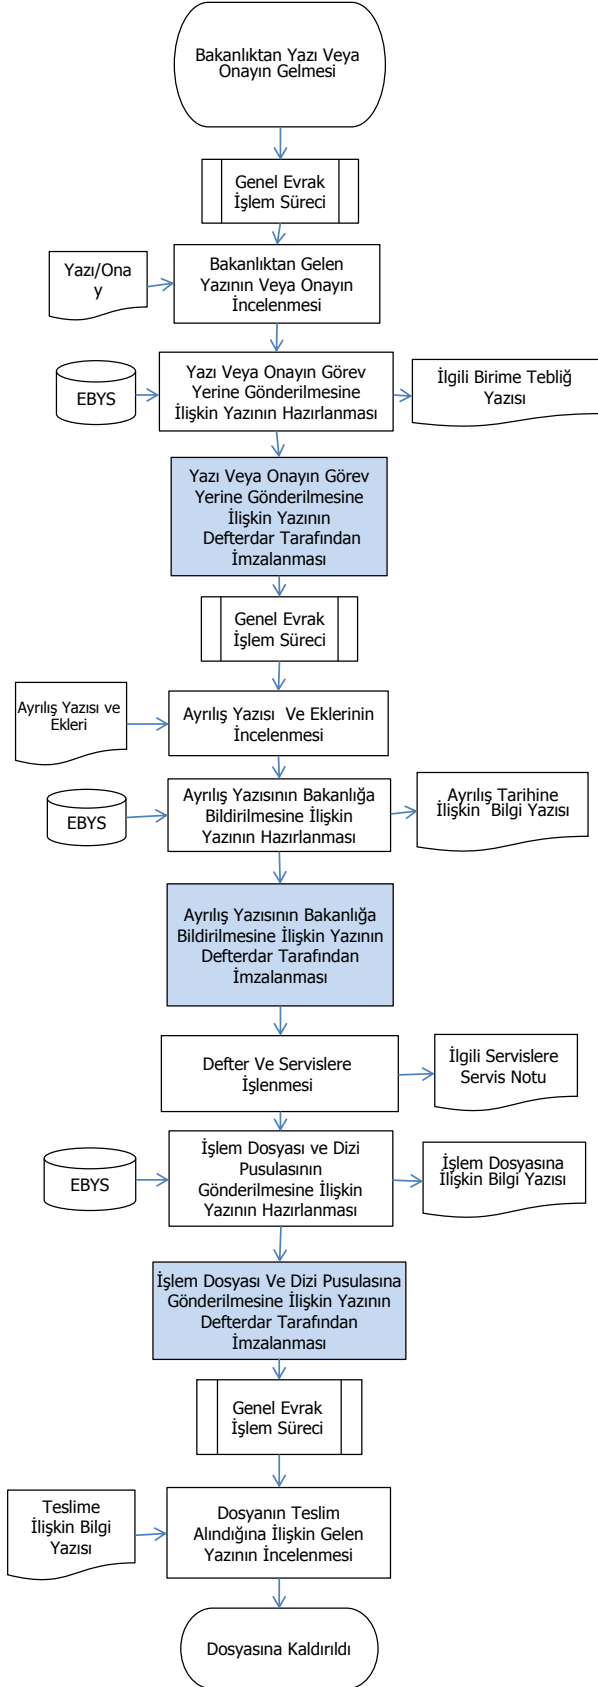 Bakanlıktan Yazı Veya
Onayın Gelmesi
Genel Evrak
İşlem Süreci
Yazı/Ona
y
Bakanlıktan Gelen
Yazının Veya Onayın
İncelenmesi
EBYS
Yazı Veya Onayın Görev
Yerine Gönderilmesine
İlişkin Yazının Hazırlanması
İlgili Birime Tebliğ
Yazısı
Yazı Veya Onayın Görev
Yerine Gönderilmesine
İlişkin Yazının
Defterdar Tarafından
İmzalanması
Genel Evrak
İşlem Süreci
Ayrılış Yazısı ve
Ekleri
Ayrılış Yazısı  Ve Eklerinin
İncelenmesi
EBYS
Ayrılış Yazısının Bakanlığa
Bildirilmesine İlişkin
Yazının Hazırlanması
Ayrılış Tarihine
İlişkin  Bilgi Yazısı
Ayrılış Yazısının Bakanlığa
Bildirilmesine İlişkin Yazının
Defterdar Tarafından
İmzalanması
Defter Ve Servislere
İşlenmesi
İlgili Servislere
Servis Notu
EBYS
İşlem Dosyası ve Dizi
Pusulasının
Gönderilmesine İlişkin
Yazının Hazırlanması
İşlem Dosyasına
İlişkin Bilgi Yazısı
İşlem Dosyası Ve Dizi Pusulasına
Gönderilmesine İlişkin Yazının
Defterdar Tarafından
İmzalanması
Genel Evrak
İşlem Süreci
Teslime
İlişkin Bilgi
Yazısı
Dosyanın Teslim
Alındığına İlişkin Gelen
Yazının İncelenmesi
Dosyasına Kaldırıldı